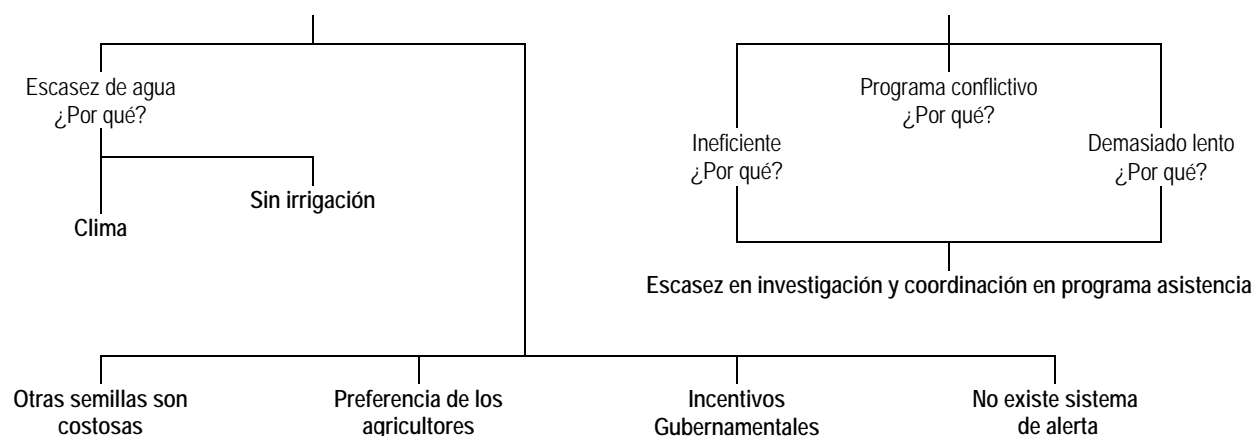 Escasez de agua
¿Por qué?
Programa conflictivo
¿Por qué?
Ineficiente
¿Por qué?
Demasiado lento
¿Por qué?
Sin irrigación
Clima
Escasez en investigación y coordinación en programa asistencia
Otras semillas son
costosas
Preferencia de los
agricultores
Incentivos
Gubernamentales
No existe sistema
de alerta